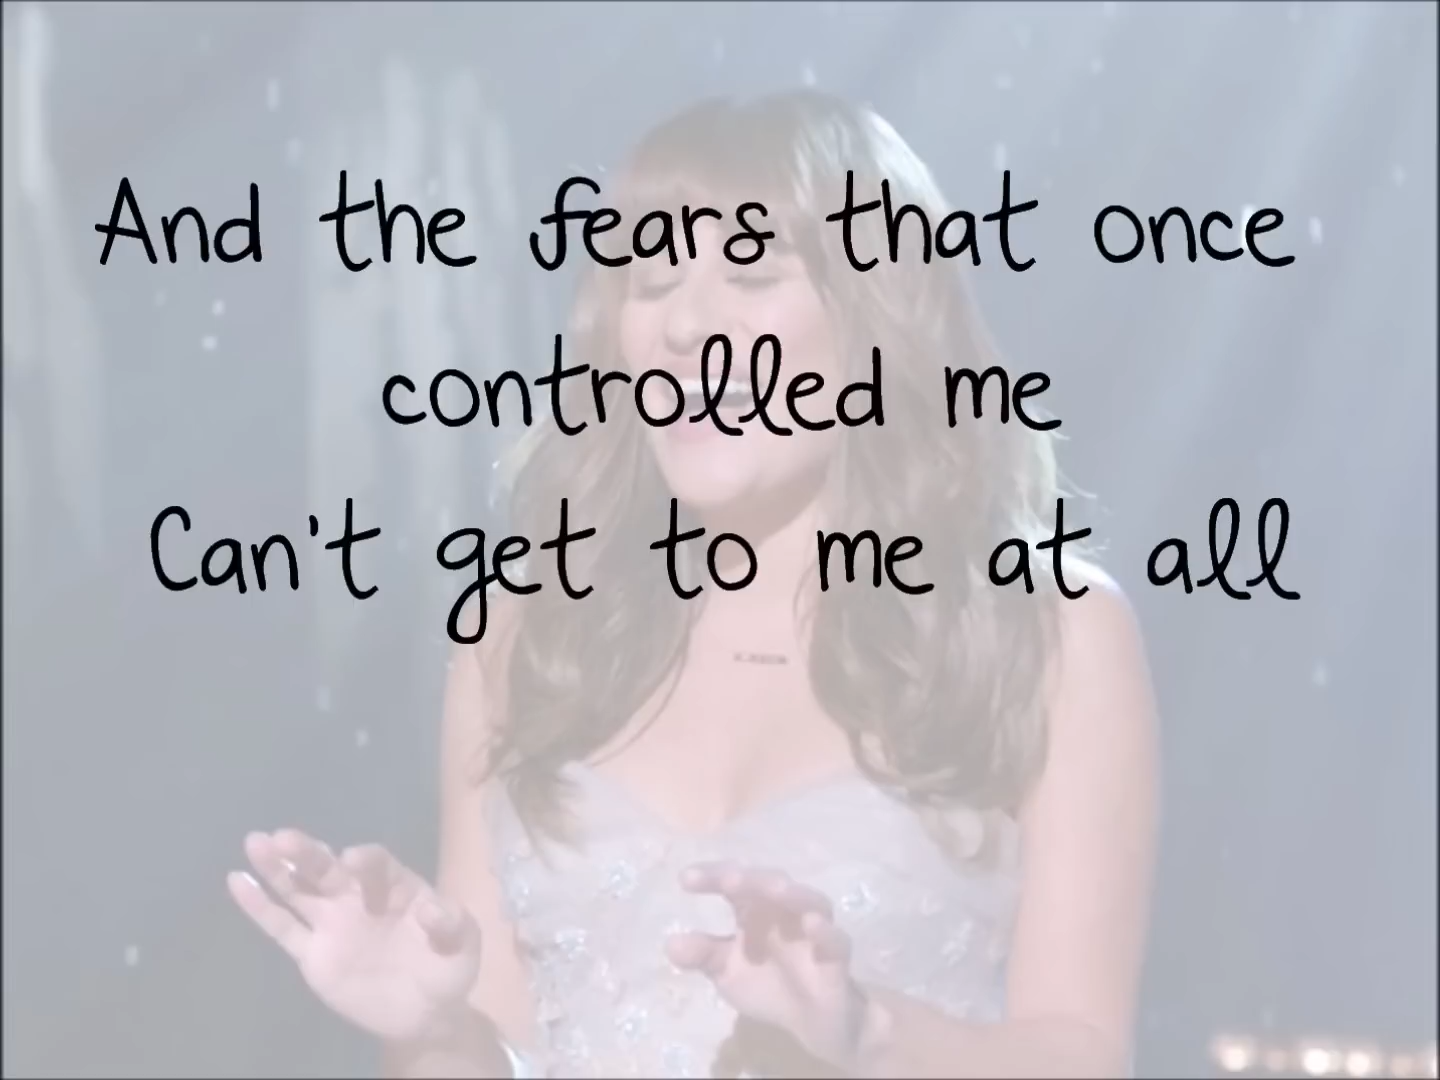 And the fears that once
controlled me
Can't get to me at all